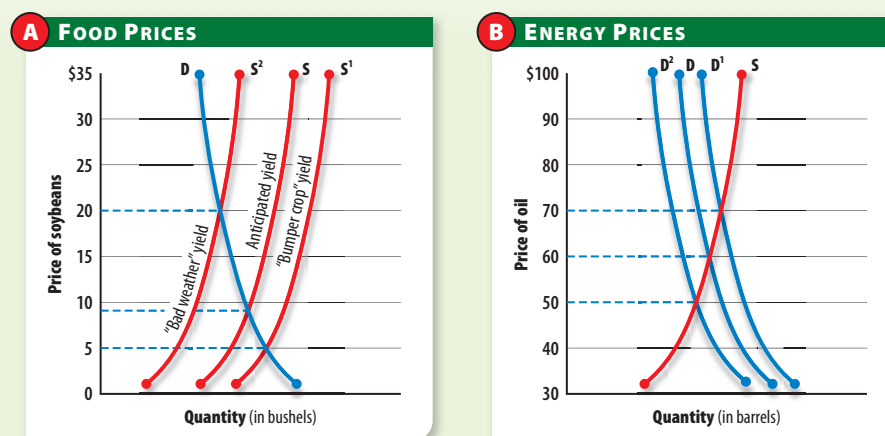 A FOOD PRICES
Price of soybeans
$35
30
25
20
15
10
5
0
D
S²
S
S¹
"Bad weather" yield
Anticipated yield
"Bumper crop" yield
Quantity (in bushels)
B ENERGY PRICES
Price of oil
$100
90
80
70
60
50
40
30
D²
D
D¹
S
Quantity (in barrels)